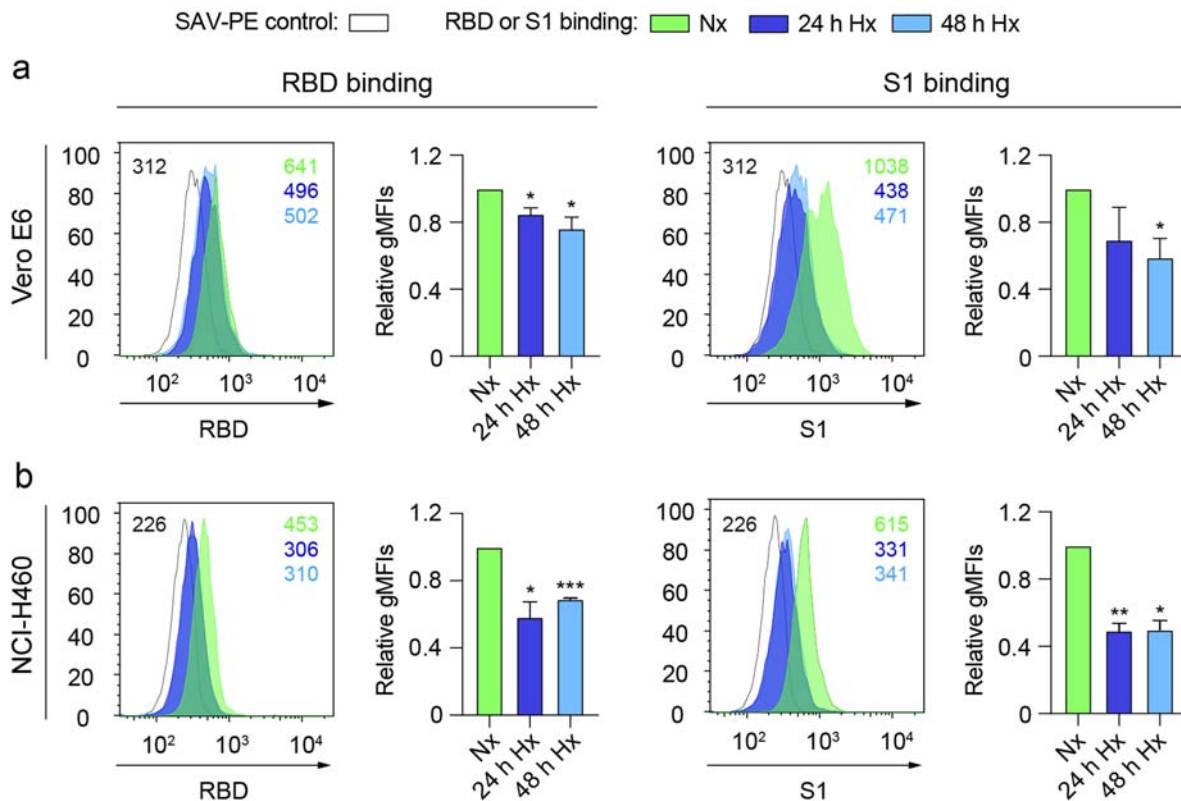 SAV-PE control: RBD or S1 binding: Nx 24 h Hx 48 h Hx
a
RBD binding S1 binding
Vero E6
100
80
60
40
20
0
312
641
496
502
10² 10³ 10⁴
RBD
Relative gMFIs
1.2
0.8
0.4
0
* *
Nx 24 h Hx 48 h Hx
100
80
60
40
20
0
312
1038
438
471
10² 10³ 10⁴
S1
Relative gMFIs
1.2
0.8
0.4
0
*
Nx 24 h Hx 48 h Hx
b
NCI-H460
100
80
60
40
20
0
226
453
306
310
10² 10³ 10⁴
RBD
Relative gMFIs
1.2
0.8
0.4
0
* ***
Nx 24 h Hx 48 h Hx
100
80
60
40
20
0
226
615
331
341
10² 10³ 10⁴
S1
Relative gMFIs
1.2
0.8
0.4
0
** *
Nx 24 h Hx 48 h Hx